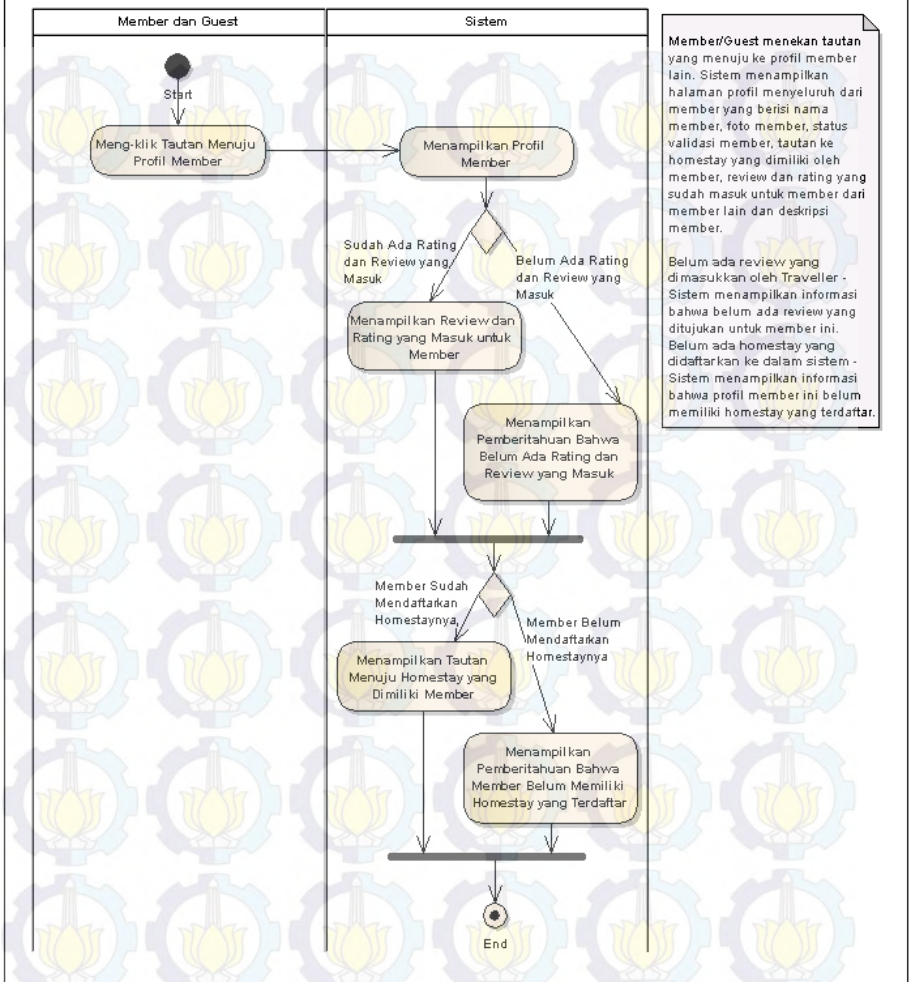 Member dan Guest
Sistem
Start
Meng-klik Tautan Menuju
Profil Member
Menampilkan Profil
Member
Sudah Ada Rating
dan Review yang
Masuk
Belum Ada Rating
dan Review yang
Masuk
Menampilkan Review dan
Rating yang Masuk untuk
Member
Menampilkan
Pemberitahuan Bahwa
Belum Ada Rating dan
Review yang Masuk
Member Sudah
Mendaftarkan
Homestaynya
Member Belum
Mendaftarkan
Homestaynya
Menampilkan Tautan
Menuju Homestay yang
Dimiliki Member
Menampilkan
Pemberitahuan Bahwa
Member Belum Memiliki
Homestay yang Terdaftar
End
Member/Guest menekan tautan
yang menuju ke profil member
lain. Sistem menampilkan
halaman profil menyeluruh dari
member yang berisi nama
member, foto member, status
validasi member, tautan ke
homestay yang dimiliki oleh
member, review dan rating yang
sudah masuk untuk member dari
member lain dan deskripsi
member.
Belum ada review yang
dimasukkan oleh Traveller -
Sistem menampilkan informasi
bahwa belum ada review yang
ditujukan untuk member ini.
Belum ada homestay yang
didaftarkan ke dalam sistem -
Sistem menampilkan informasi
bahwa profil member ini belum
memiliki homestay yang terdaftar.